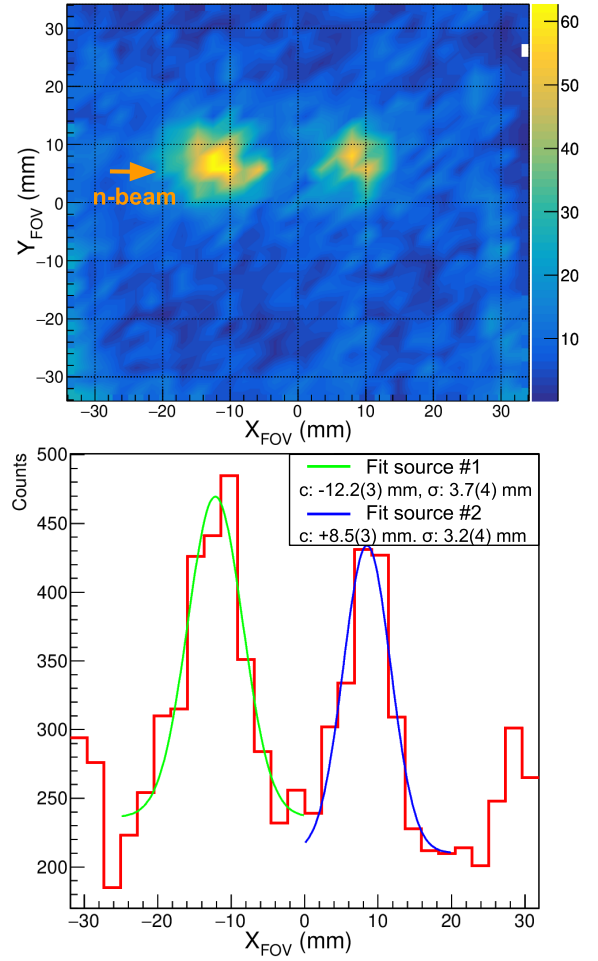 30
20
10
0
−10
−20
−30
Y_FOV (mm)
n-beam
60
50
40
30
20
10
−30 −20 −10 0 10 20 30
X_FOV (mm)
Counts
500
450
400
350
300
250
200
Fit source #1
c: -12.2(3) mm, σ: 3.7(4) mm
Fit source #2
c: +8.5(3) mm. σ: 3.2(4) mm
−30 −20 −10 0 10 20 30
X_FOV (mm)